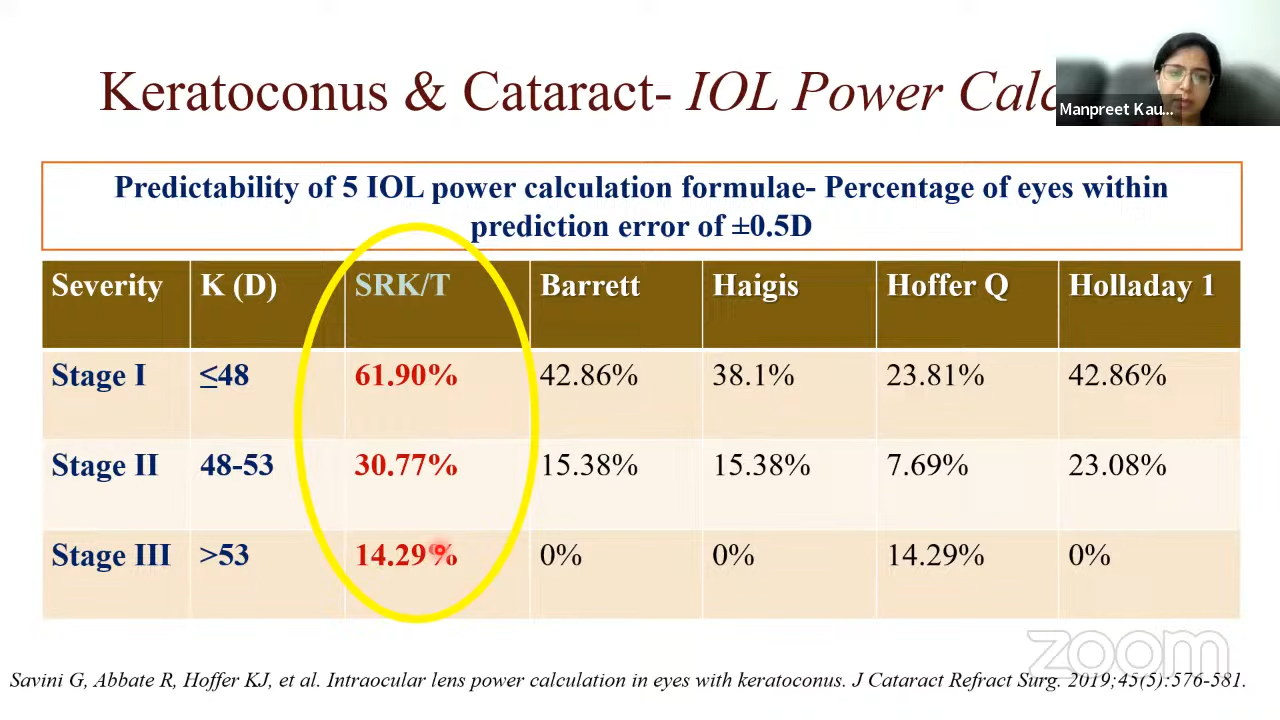 Keratoconus & Cataract- IOL Power Calc
Manpreet Kau...
Predictability of 5 IOL power calculation formulae- Percentage of eyes within
prediction error of ±0.5D
Severity K (D) SRK/T Barrett Haigis Hoffer Q Holladay 1
Stage I ≤48 61.90% 42.86% 38.1% 23.81% 42.86%
Stage II 48-53 30.77% 15.38% 15.38% 7.69% 23.08%
Stage III >53 14.29% 0% 0% 14.29% 0%
zoom
Savini G, Abbate R, Hoffer KJ, et al. Intraocular lens power calculation in eyes with keratoconus. J Cataract Refract Surg. 2019;45(5):576-581.